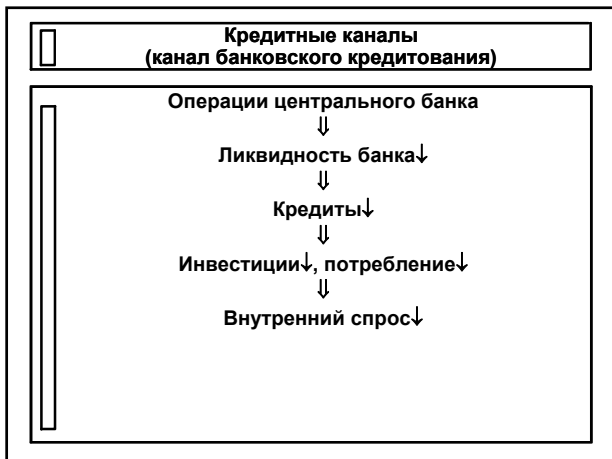 Кредитные каналы
(канал банковского кредитования)
Операции центрального банка
⇓
Ликвидность банка↓
⇓
Кредиты↓
⇓
Инвестиции↓, потребление↓
⇓
Внутренний спрос↓